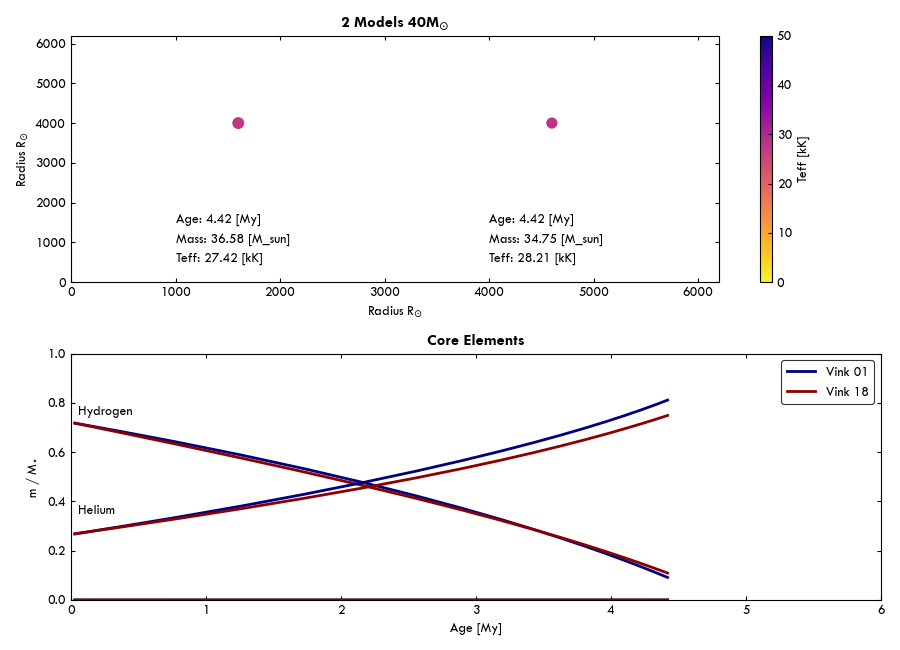 2 Models 40M☉
6000
5000
4000
3000
2000
1000
0
Radius R☉
Age: 4.42 [My]
Mass: 36.58 [M_sun]
Teff: 27.42 [kK]
Age: 4.42 [My]
Mass: 34.75 [M_sun]
Teff: 28.21 [kK]
0 1000 2000 3000 4000 5000 6000
Radius R☉
50
40
30
20
10
0
Teff [kK]
Core Elements
1.0
0.8
0.6
0.4
0.2
0.0
m / M⋆
Hydrogen
Helium
Vink 01
Vink 18
0 1 2 3 4 5 6
Age [My]